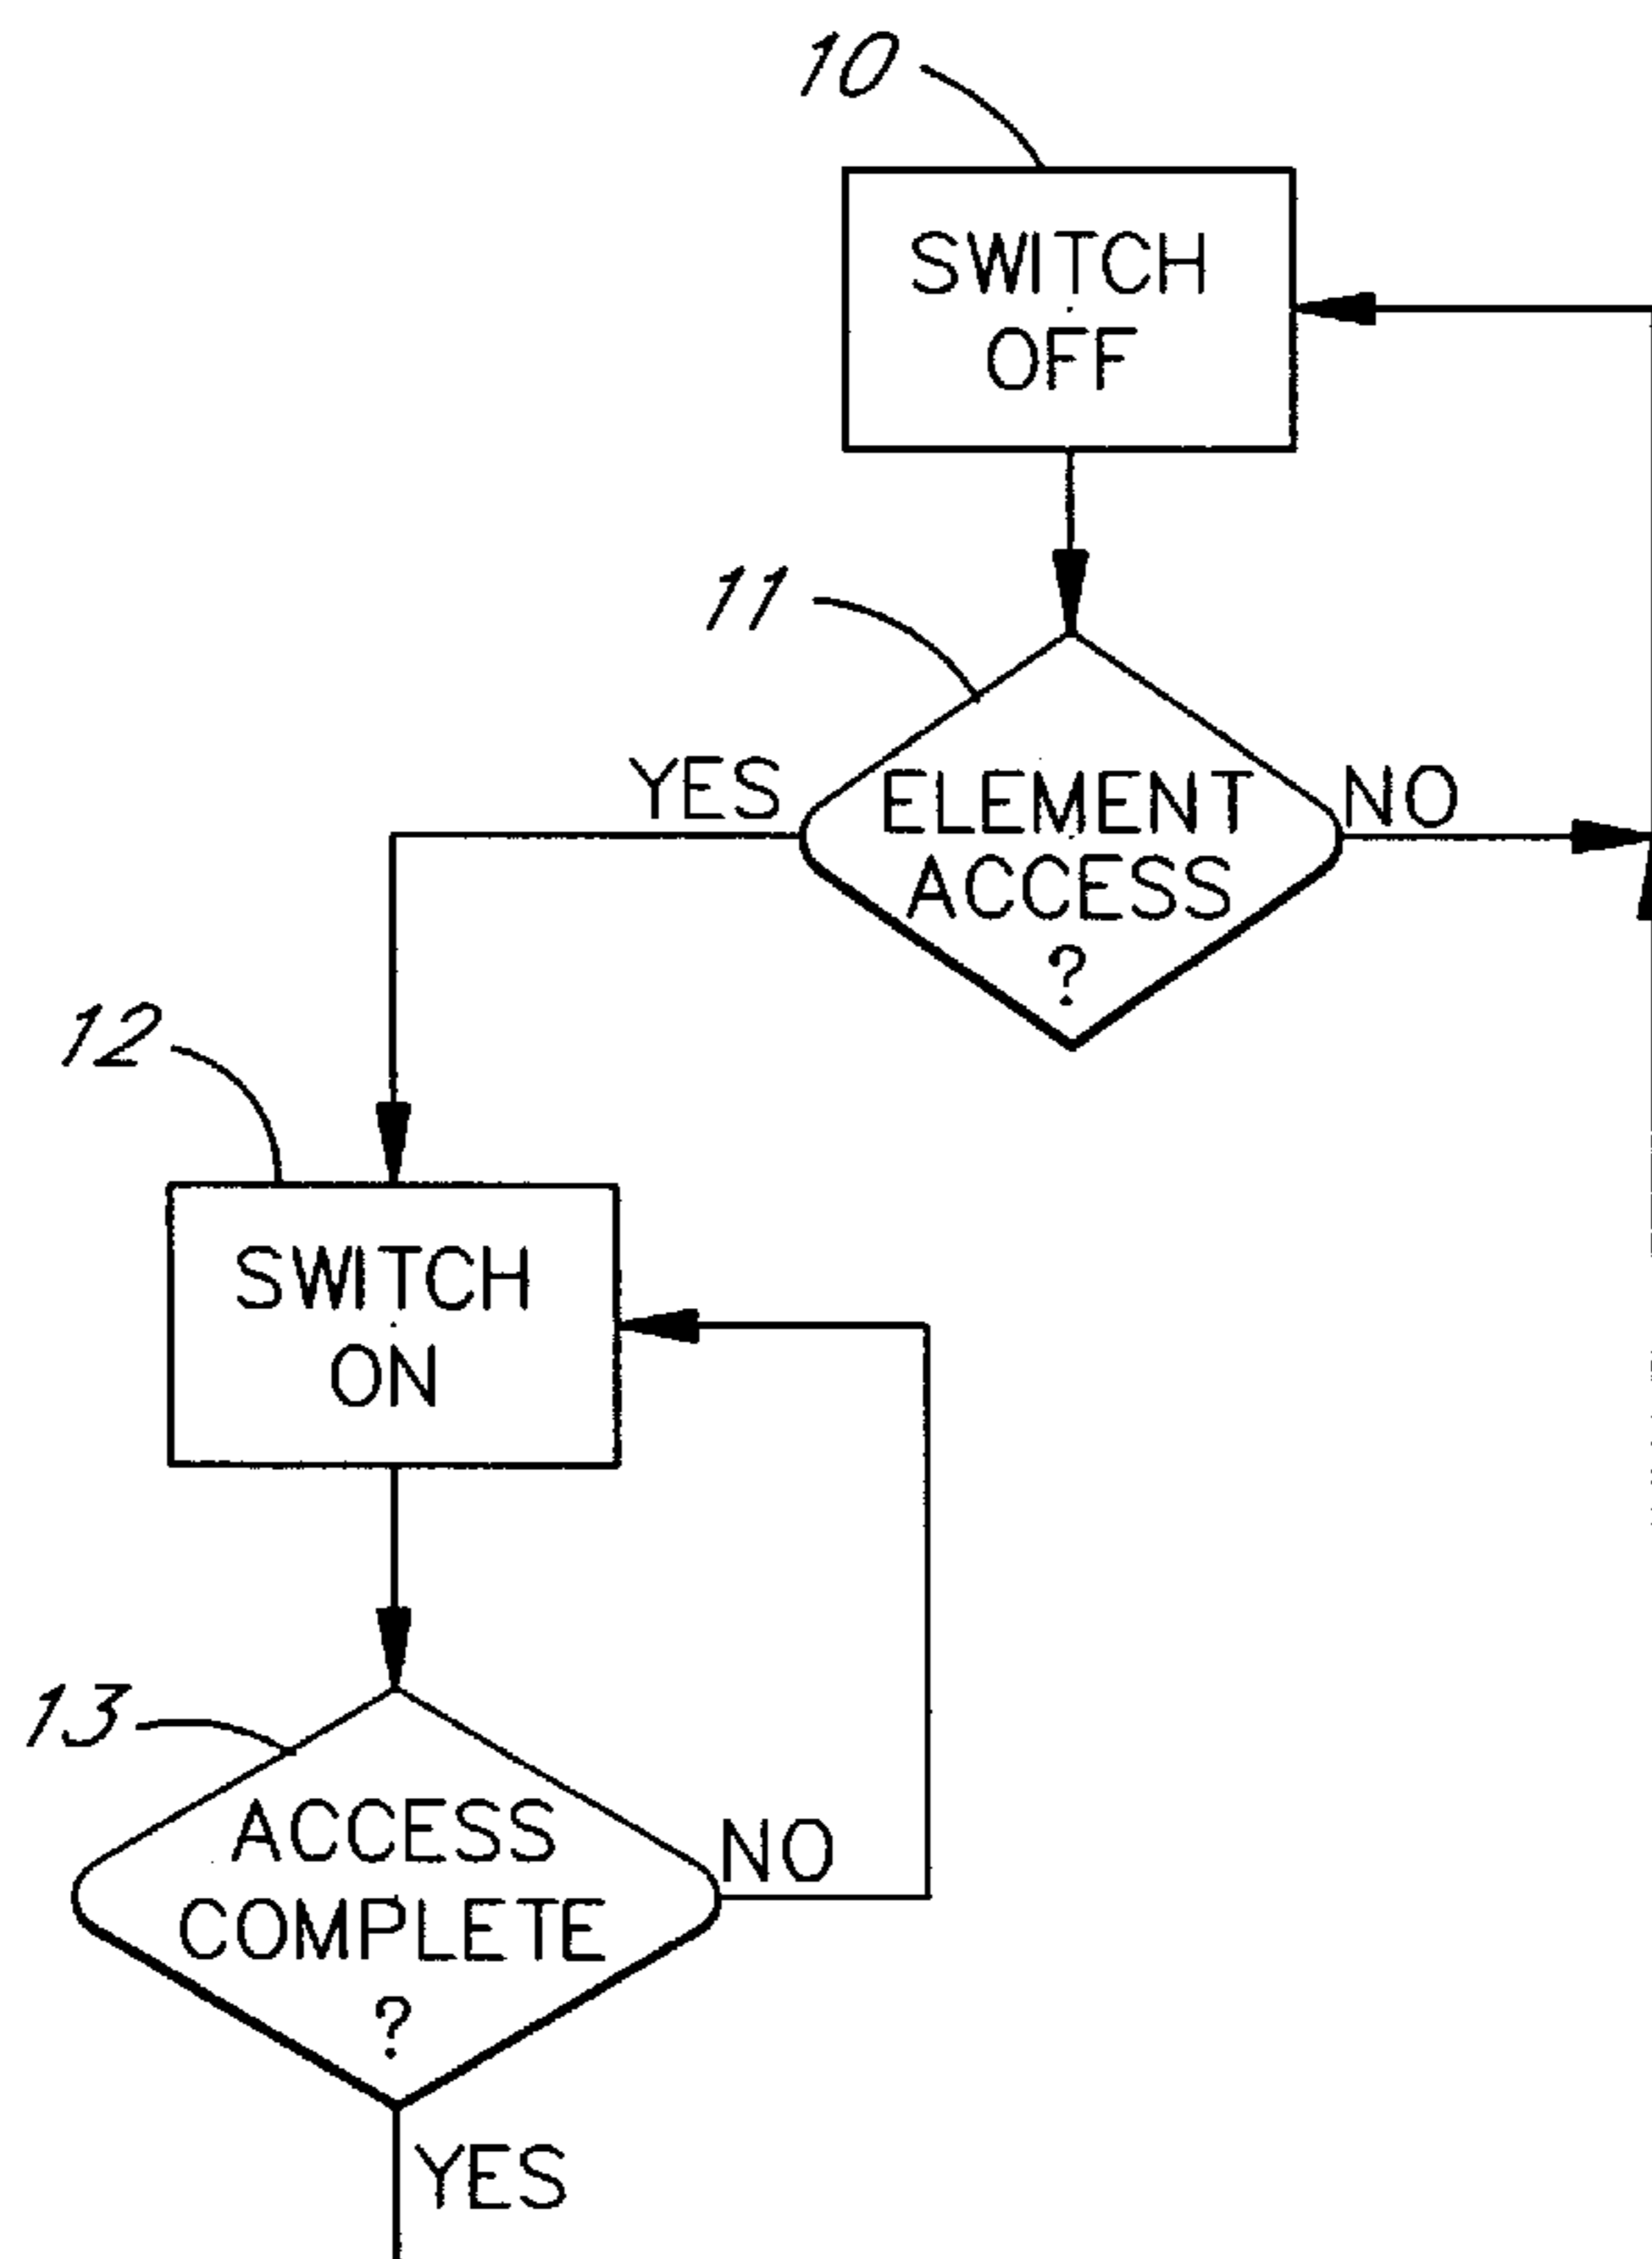 10
SWITCH
OFF
11
YES
ELEMENT
ACCESS
?
NO
12
SWITCH
ON
13
ACCESS
COMPLETE
?
NO
YES